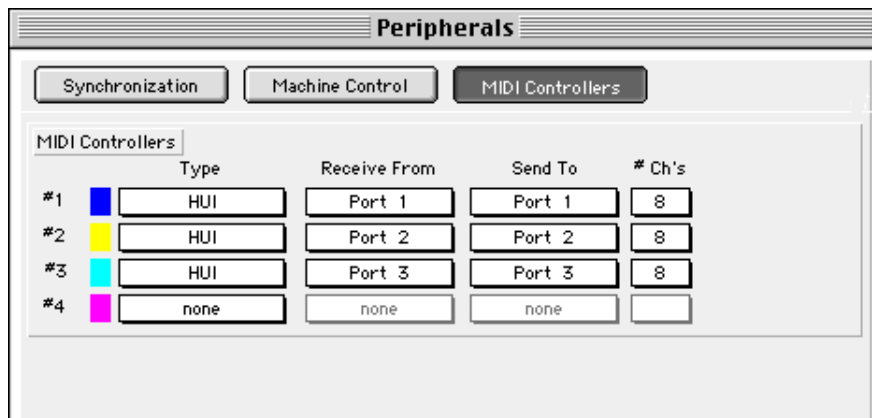 Peripherals
Synchronization Machine Control MIDI Controllers
MIDI Controllers
Type Receive From Send To # Ch's
#1 HUI Port 1 Port 1 8
#2 HUI Port 2 Port 2 8
#3 HUI Port 3 Port 3 8
#4 none none none